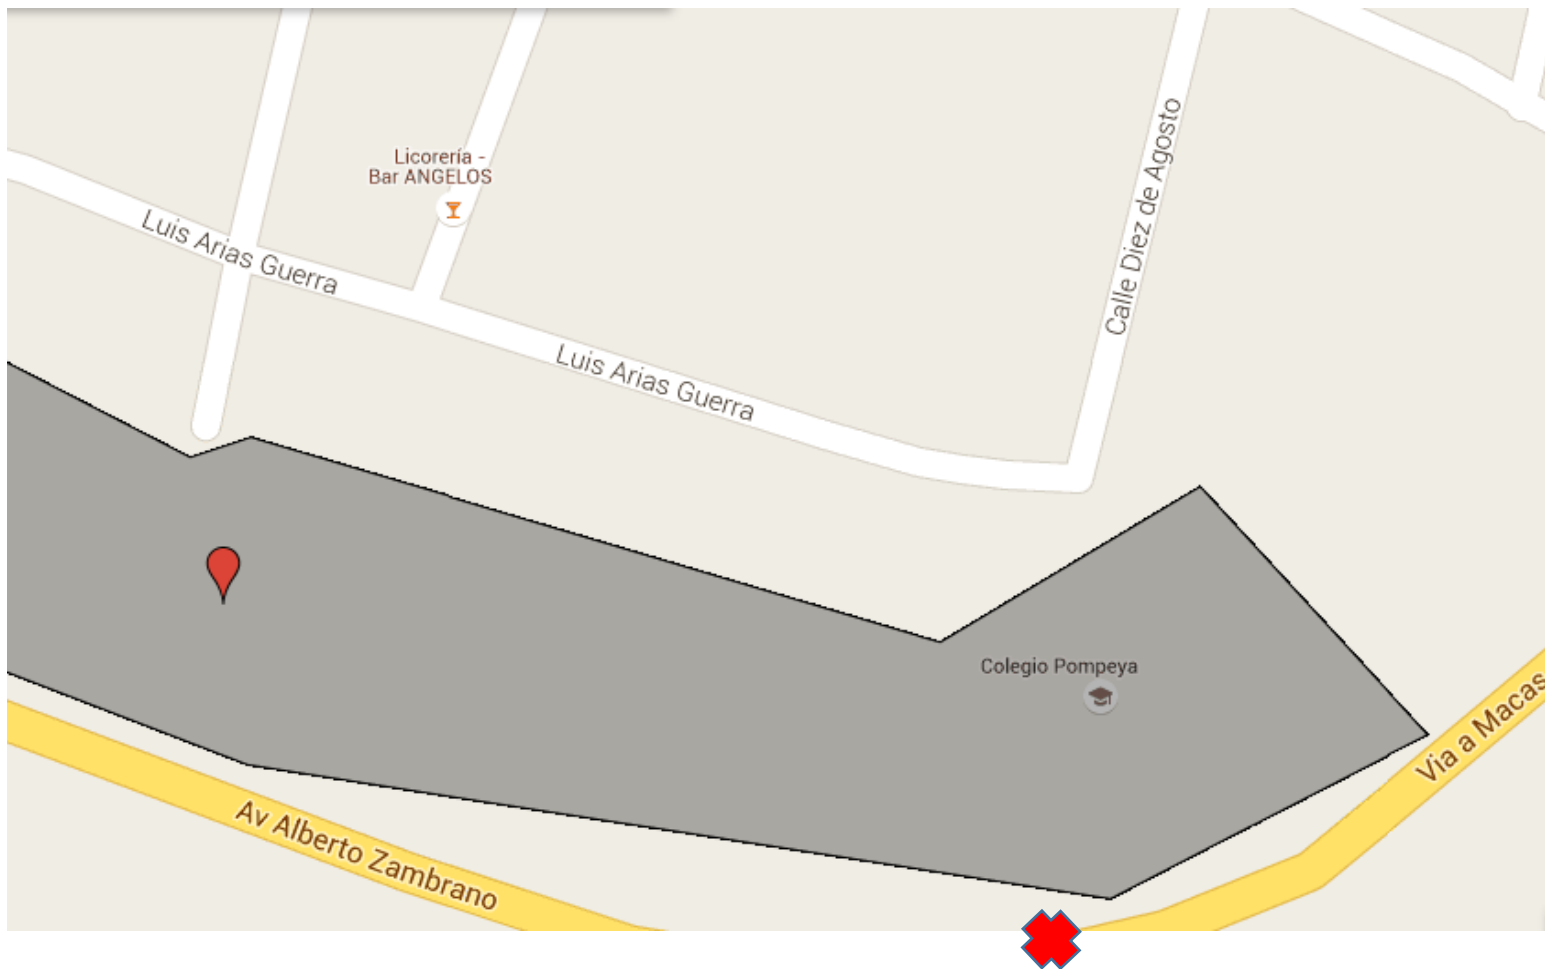 Licorería -
Bar ANGELOS
Luis Arias Guerra
Calle Diez de Agosto
Luis Arias Guerra
Colegio Pompeya
Via a Macas
Av Alberto Zambrano